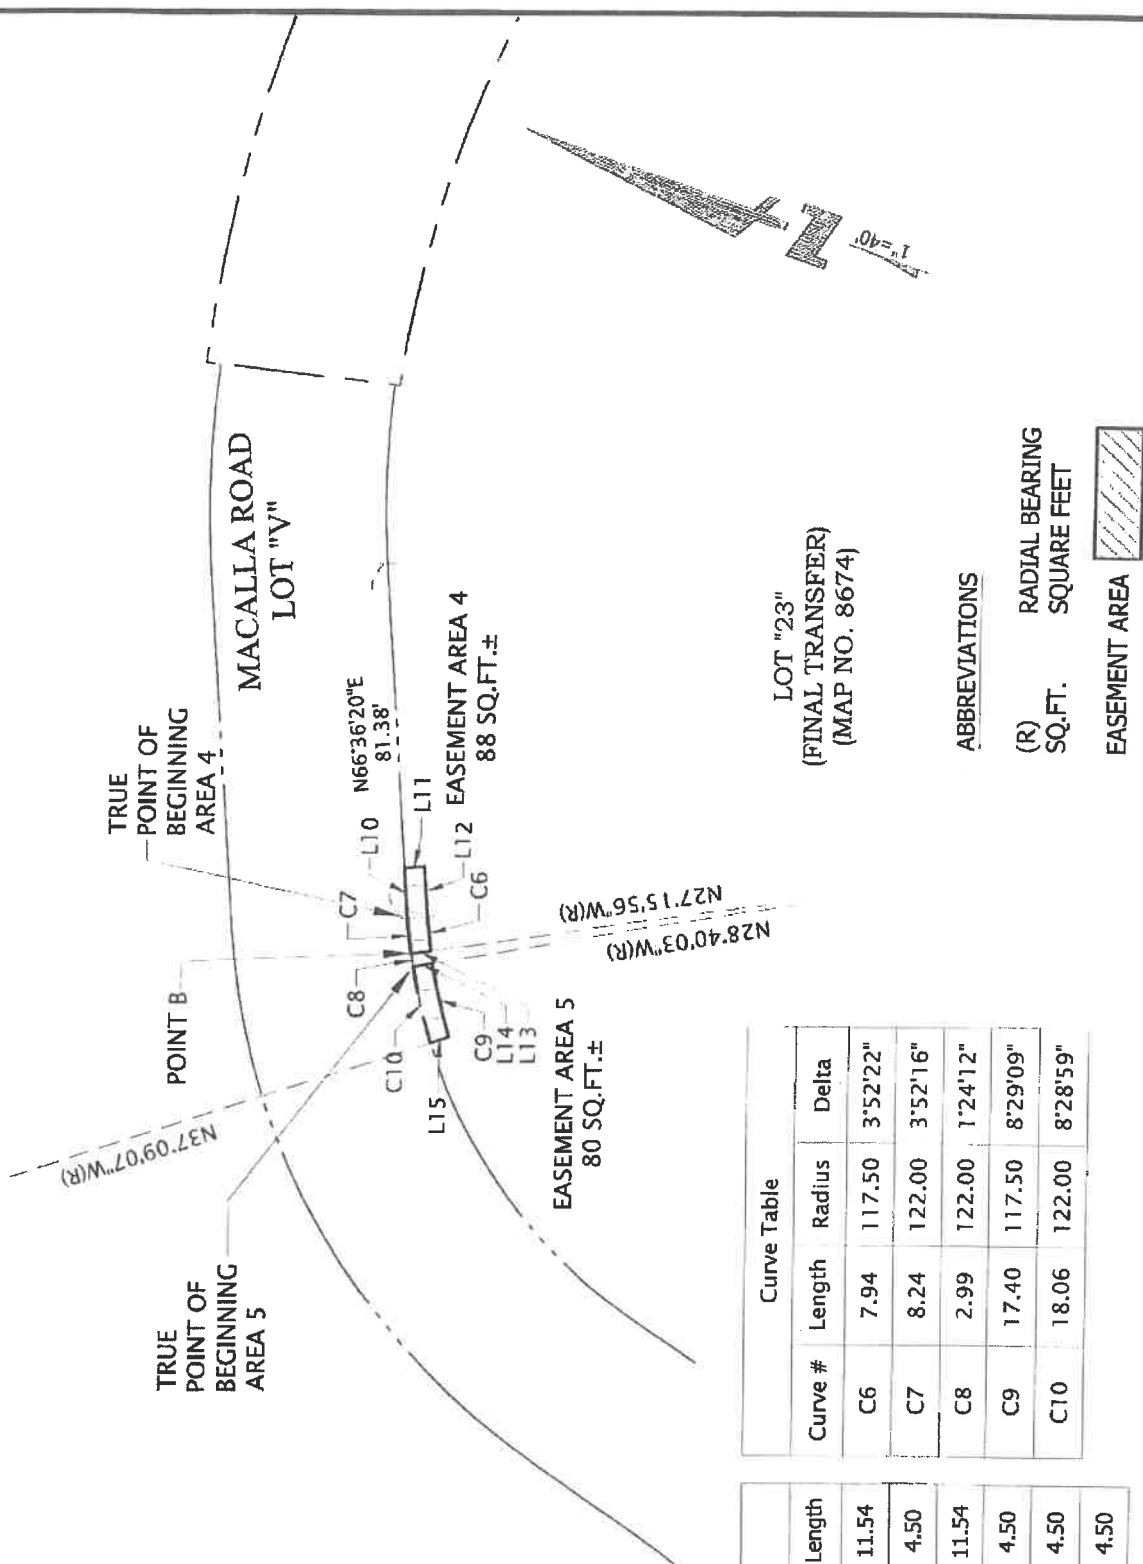 TRUE
POINT OF
BEGINNING
AREA 5
N37°09'07"W(R)
POINT B
TRUE
POINT OF
BEGINNING
AREA 4
MACALLA ROAD
LOT "V"
C10
C8
C7
L10
N66°36'20"E
81.38'
L11
L12
C6
L15
C9
L14
L13
EASEMENT AREA 4
88 SQ.FT.±
EASEMENT AREA 5
80 SQ.FT.±
N28°40'03"W(R)
N27°15'56"W(R)
1"=40'
LOT "23"
(FINAL TRANSFER)
(MAP NO. 8674)
ABBREVIATIONS
(R) RADIAL BEARING
SQ.FT. SQUARE FEET
EASEMENT AREA
Length
11.54
4.50
11.54
4.50
4.50
4.50
Curve Table
Curve # Length Radius Delta
C6 7.94 117.50 3°52'22"
C7 8.24 122.00 3°52'16"
C8 2.99 122.00 1°24'12"
C9 17.40 117.50 8°29'09"
C10 18.06 122.00 8°28'59"